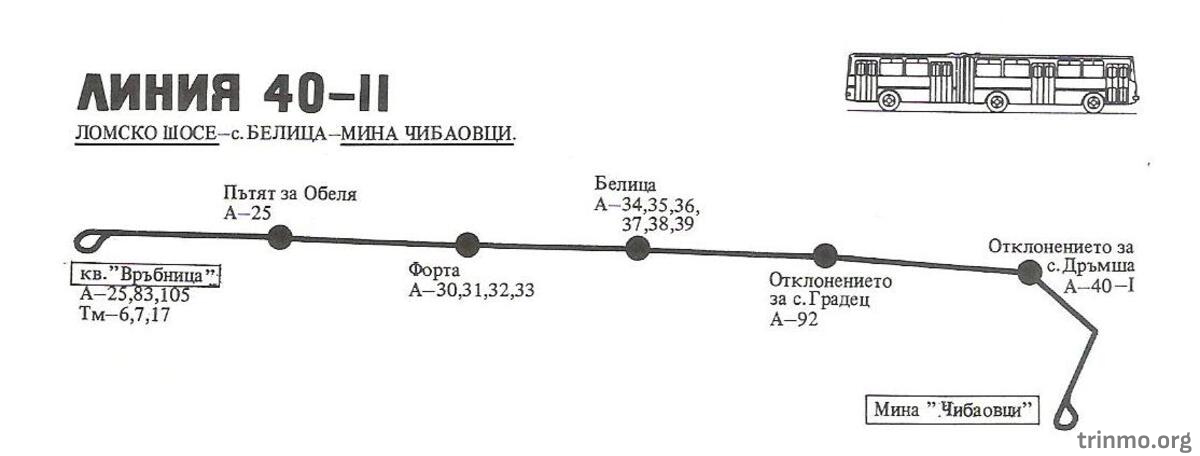 ЛИНИЯ 40-II
ЛОМСКО ШОСЕ-с.БЕЛИЦА-МИНА ЧИБАОВЦИ.
Пътят за Обеля
А-25
Белица
А-34,35,36,
37,38,39
Отклонението за
с.Дръмша
А-40-I
кв."Връбница".
А-25,83,105
Тм-6,7,17
Форта
А-30,31,32,33
Отклонението
за с.Градец
А-92
Мина ".Чибаовци"
trinmo.org